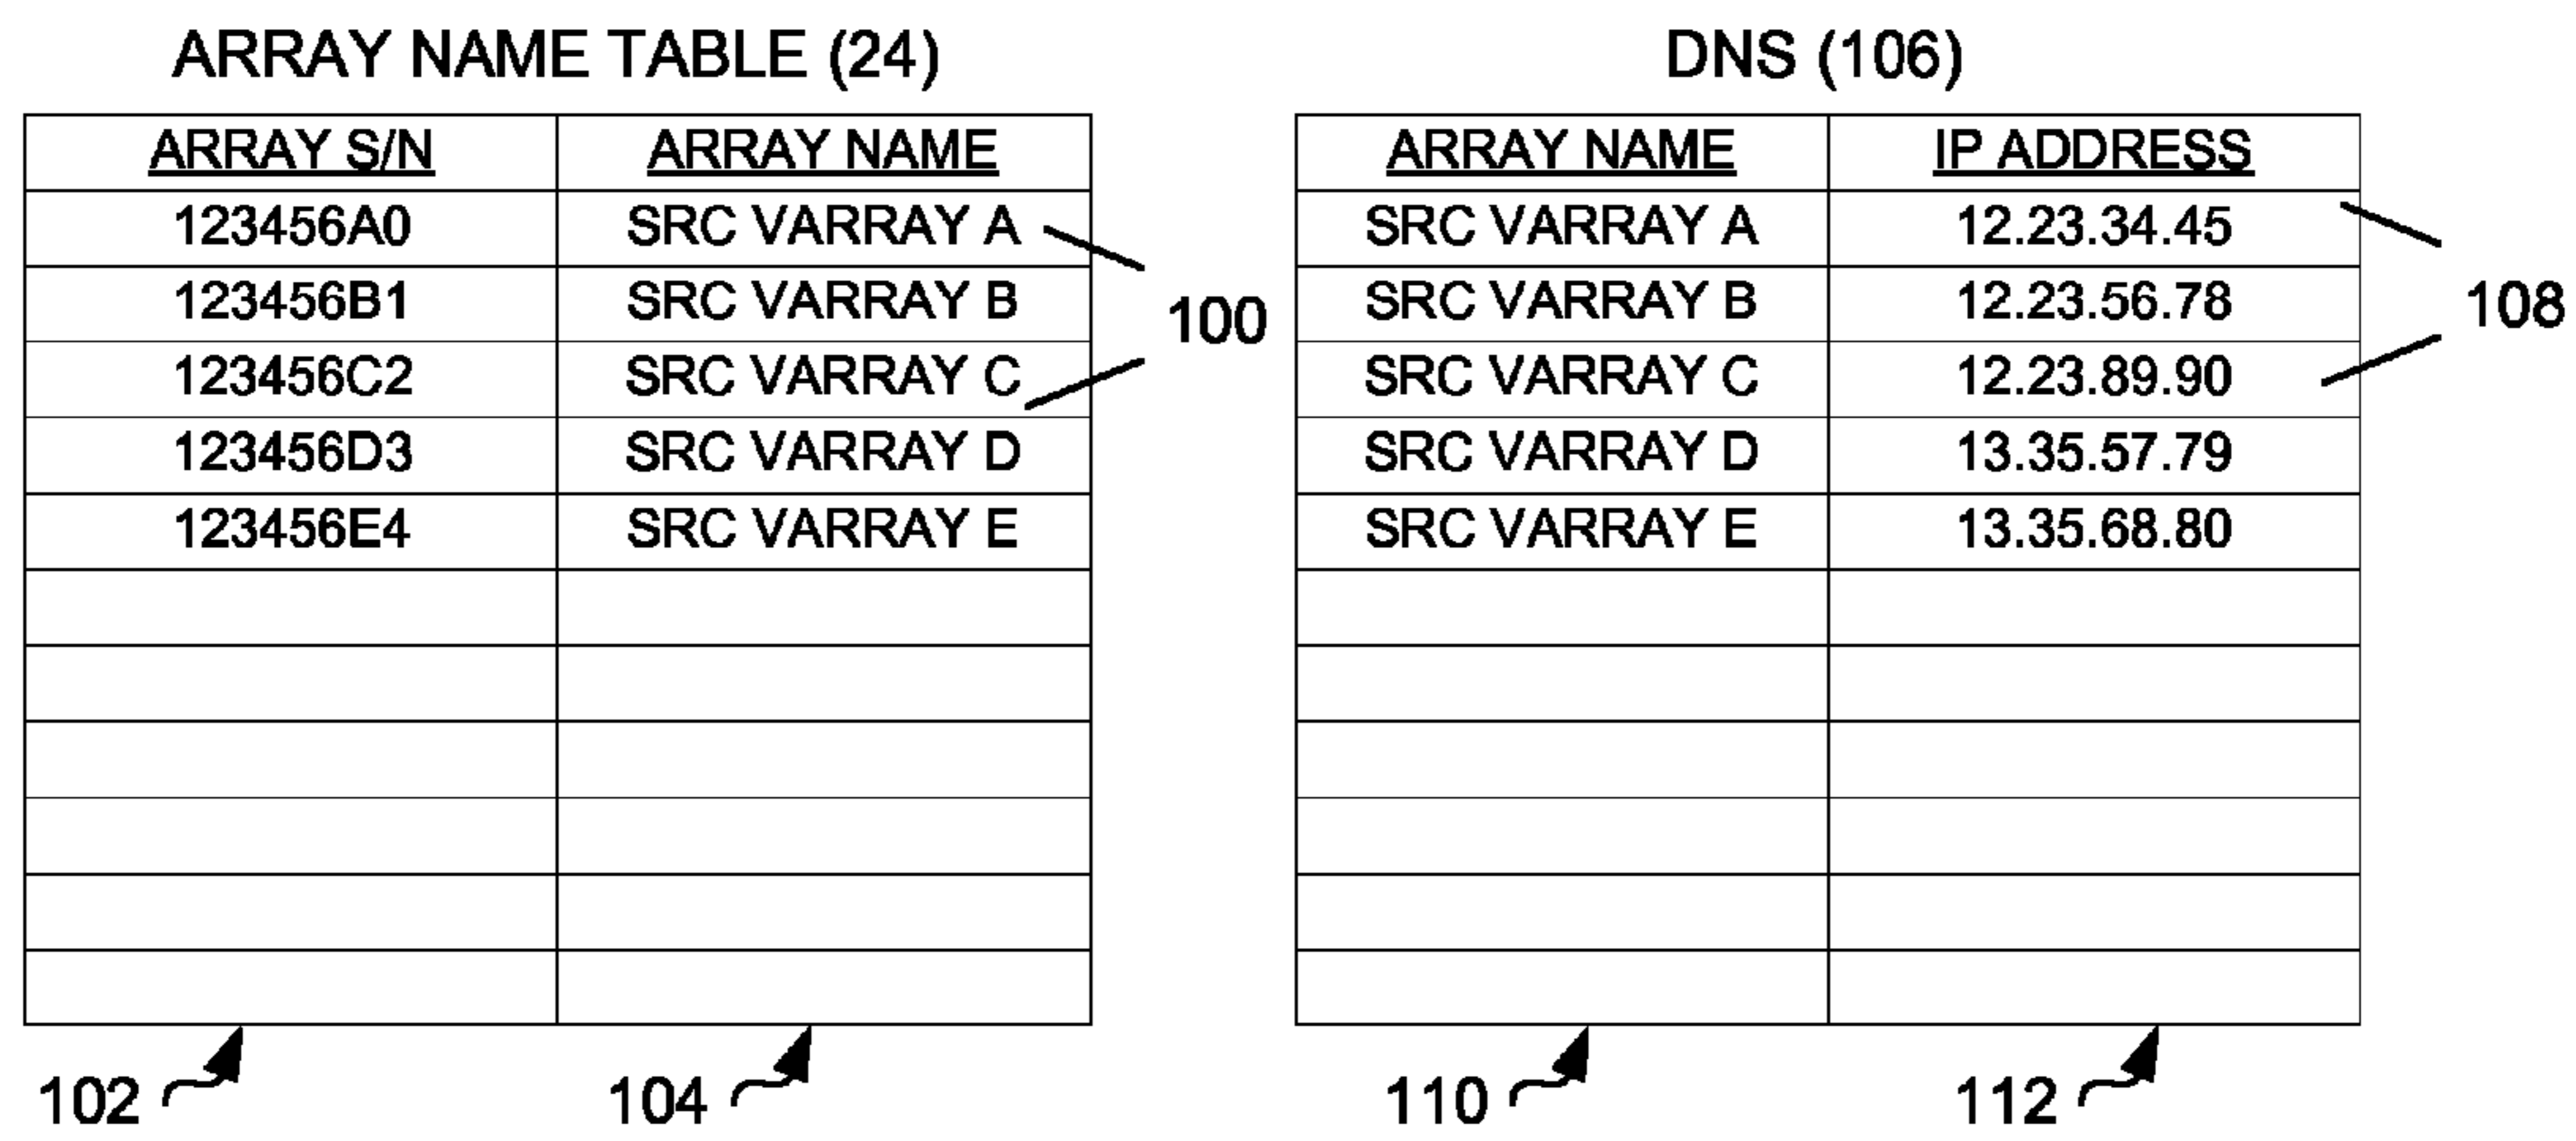 ARRAY NAME TABLE (24)
ARRAY S/N ARRAY NAME
123456A0 SRC VARRAY A
123456B1 SRC VARRAY B
123456C2 SRC VARRAY C
123456D3 SRC VARRAY D
123456E4 SRC VARRAY E
100
102 104
DNS (106)
ARRAY NAME IP ADDRESS
SRC VARRAY A 12.23.34.45
SRC VARRAY B 12.23.56.78
SRC VARRAY C 12.23.89.90
SRC VARRAY D 13.35.57.79
SRC VARRAY E 13.35.68.80
108
110 112